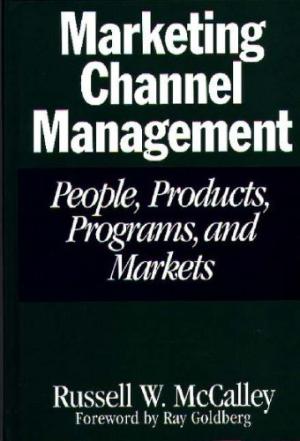 Marketing
Channel
Management
People, Products,
Programs, and
Markets
Russell W. McCalley
Foreword by Ray Goldberg